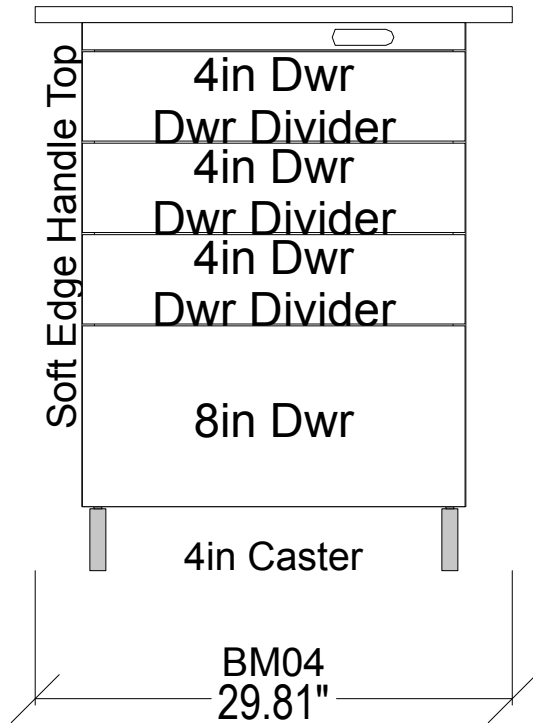 Soft Edge Handle Top
4in Dwr
Dwr Divider
4in Dwr
Dwr Divider
4in Dwr
Dwr Divider
8in Dwr
4in Caster
BM04
29.81"